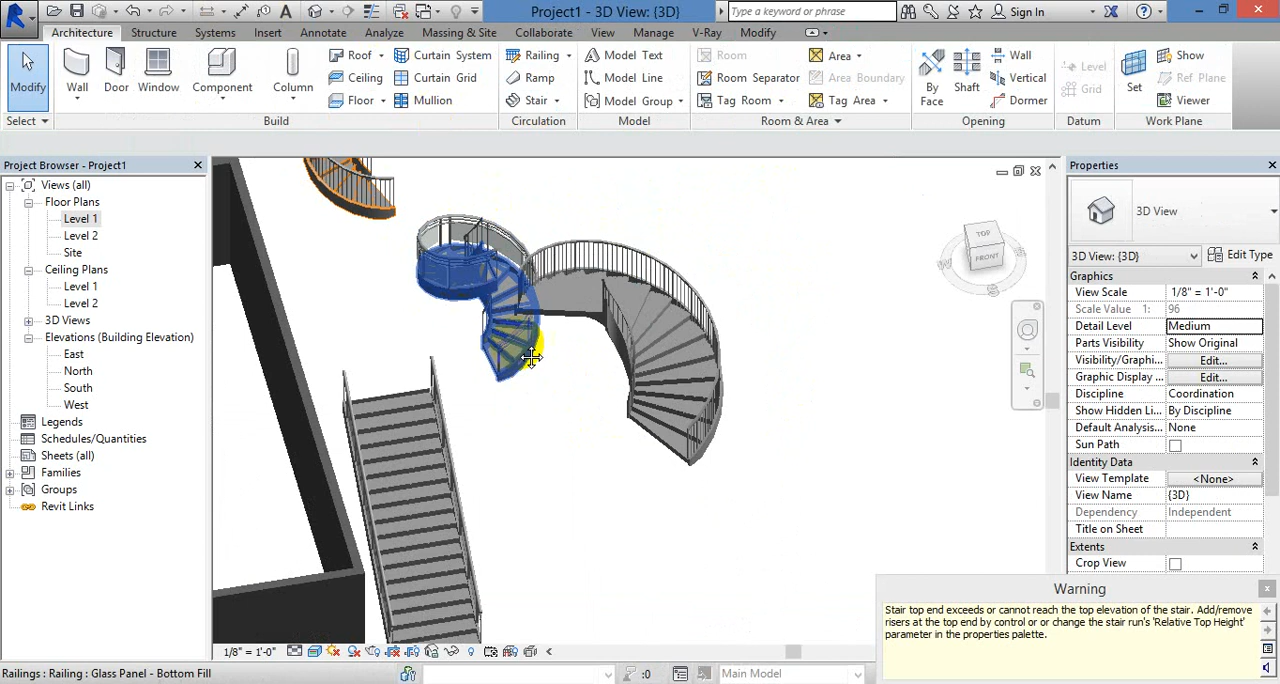 Project1 - 3D View: {3D}
Type a keyword or phrase
Sign In
Architecture Structure Systems Insert Annotate Analyze Massing & Site Collaborate View Manage V-Ray Modify
Modify Wall Door Window Component Column
Roof Curtain System
Ceiling Curtain Grid
Floor Mullion
Railing
Ramp
Stair
Model Text
Model Line
Model Group
Room
Room Separator
Tag Room
Area
Area Boundary
Tag Area
By Face Shaft
Wall
Vertical
Dormer
Level
Grid
Set
Show
Ref Plane
Viewer
Select Build Circulation Model Room & Area Opening Datum Work Plane
Project Browser - Project1
Views (all)
Floor Plans
Level 1
Level 2
Site
Ceiling Plans
Level 1
Level 2
3D Views
Elevations (Building Elevation)
East
North
South
West
Legends
Schedules/Quantities
Sheets (all)
Families
Groups
Revit Links
TOP
FRONT
W
S
Properties
3D View
3D View: {3D} Edit Type
Graphics
View Scale 1/8" = 1'-0"
Scale Value 1: 96
Detail Level Medium
Parts Visibility Show Original
Visibility/Graphi... Edit...
Graphic Display ... Edit...
Discipline Coordination
Show Hidden Li... By Discipline
Default Analysis... None
Sun Path
Identity Data
View Template <None>
View Name {3D}
Dependency Independent
Title on Sheet
Extents
Crop View
Warning
Stair top end exceeds or cannot reach the top elevation of the stair. Add/remove
risers at the top end by control or or change the stair run's 'Relative Top Height'
parameter in the properties palette.
1/8" = 1'-0"
Railings : Railing : Glass Panel - Bottom Fill
:0
Main Model